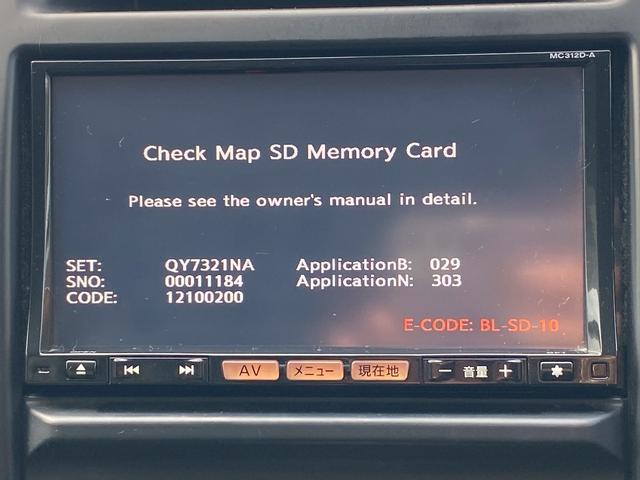 MC312D-A
Check Map SD Memory Card
Please see the owner's manual in detail.
SET: QY7321NA ApplicationB: 029
SNO: 00011184 ApplicationN: 303
CODE: 12100200
E-CODE: BL-SD-10
AV メニュー 現在地 － 音量 ＋